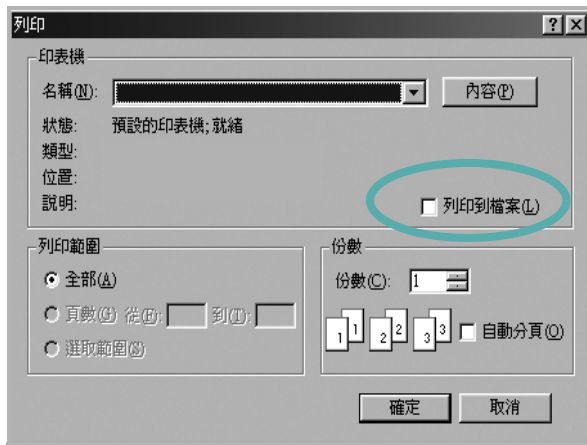 列印
印表機
名稱(N): 內容(P)
狀態: 預設的印表機; 就緒
類型:
位置:
說明: 列印到檔案(L)
列印範圍
全部(A)
頁數(G) 從(F): 到(T):
選取範圍(S)
份數
份數(C): 1
1 1 2 2 3 3 自動分頁(O)
確定 取消